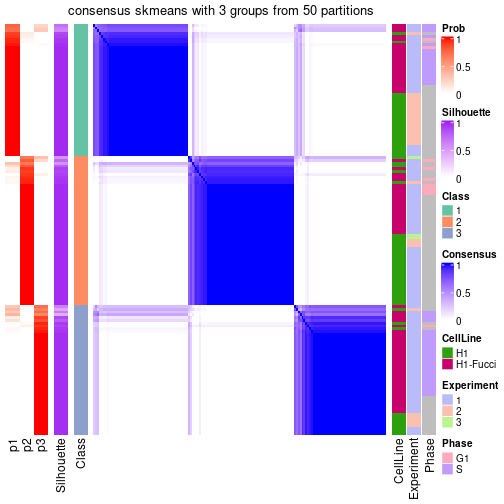 consensus skmeans with 3 groups from 50 partitions
p1
p2
p3
Silhouette
Class
CellLine
Experiment
Phase
Prob
1
0.5
0
Silhouette
1
0.5
0
Class
1
2
3
Consensus
1
0.5
0
CellLine
H1
H1-Fucci
Experiment
1
2
3
Phase
G1
S